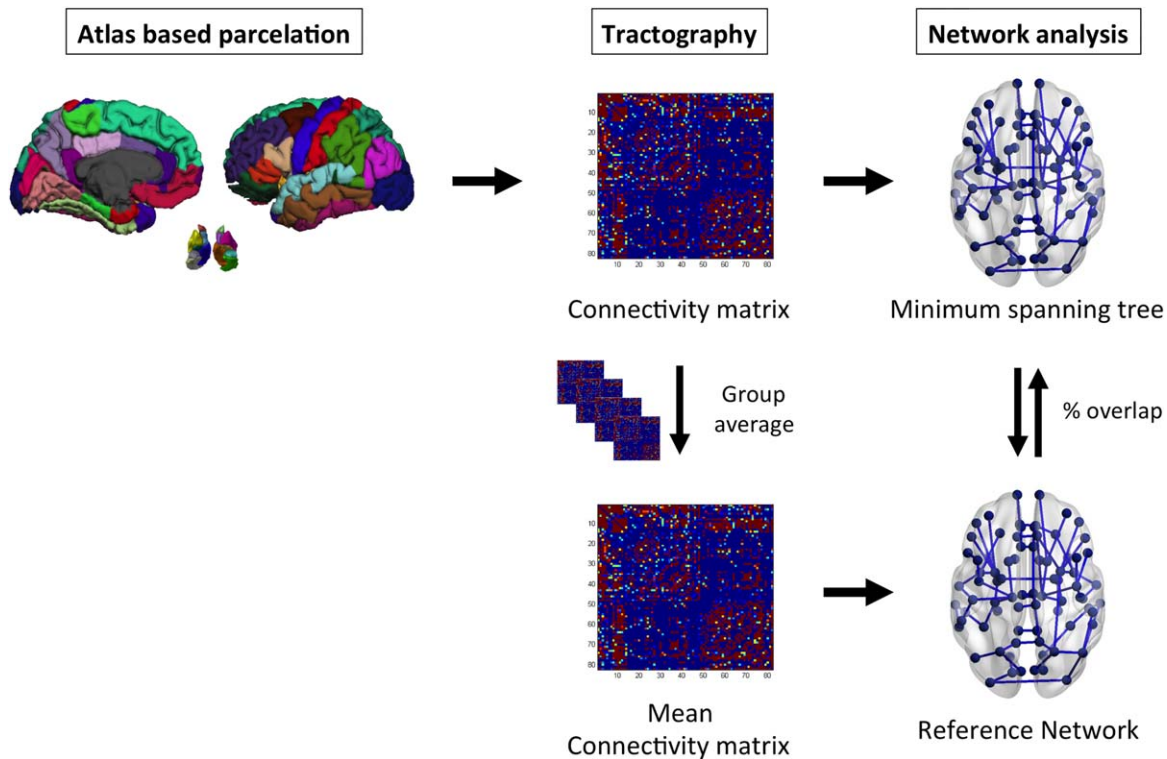 Atlas based parcelation
Tractography
Network analysis
10
20
30
40
50
60
70
80
10 20 30 40 50 60 70 80
Connectivity matrix
Minimum spanning tree
Group
average
% overlap
10
20
30
40
50
60
70
80
10 20 30 40 50 60 70 80
Mean
Connectivity matrix
Reference Network